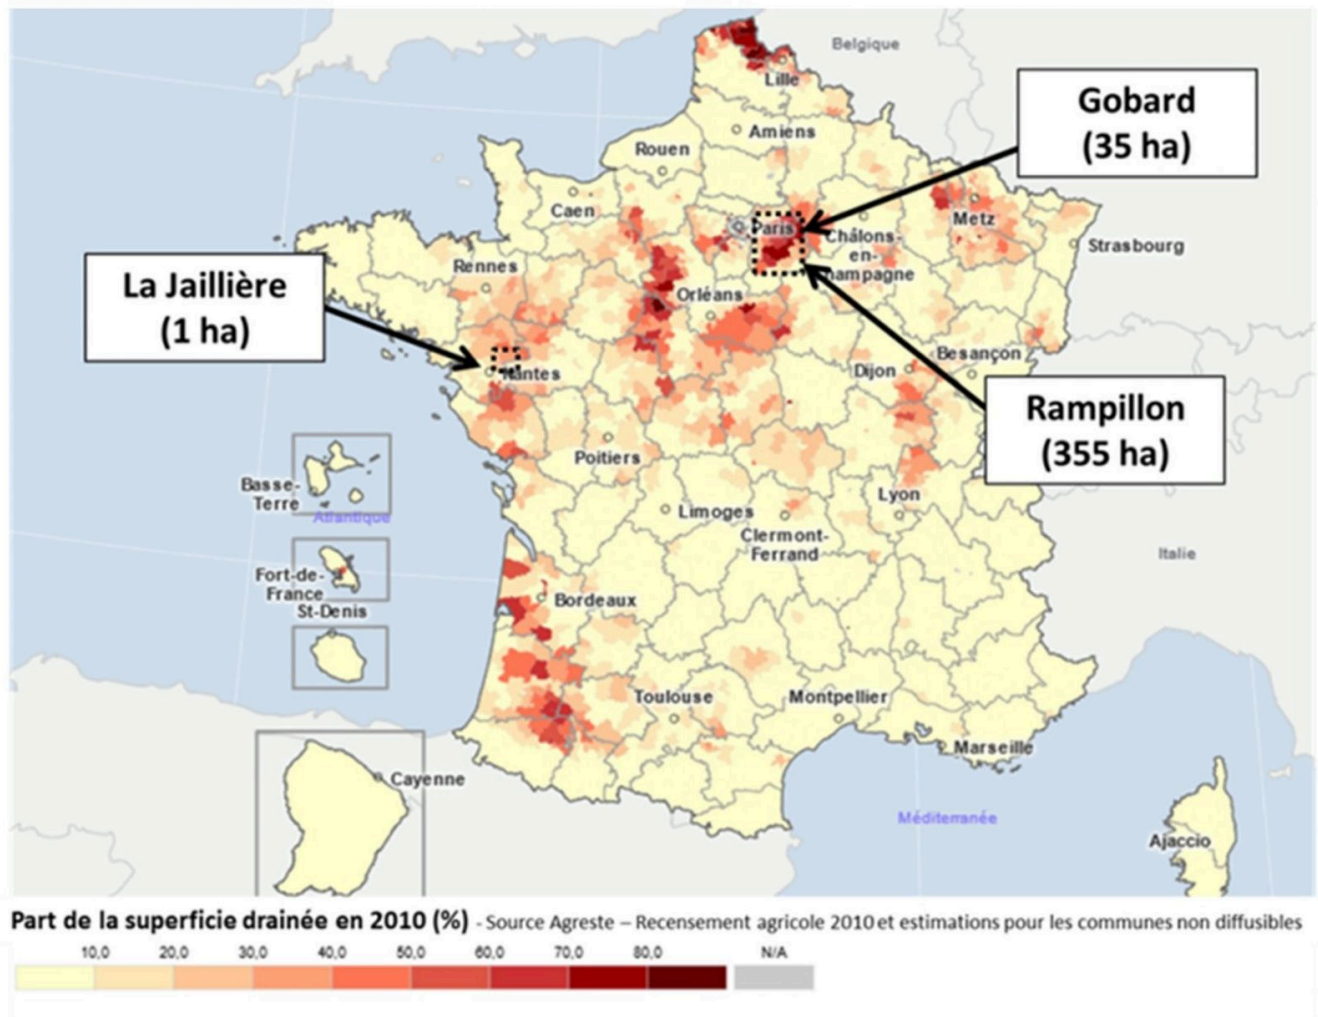 Belgique
Lille
Gobard
(35 ha)
Amiens
Rouen
Caen
Paris
Metz
Châlons-
en-
hampagne
Strasbourg
La Jaillière
(1 ha)
Rennes
Orléans
Nantes
Dijon
Besançon
Rampillon
(355 ha)
Poitiers
Basse-
Terre
Atlantique
Limoges
Lyon
Clermont-
Ferrand
Italie
Fort-de-
France
St-Denis
Bordeaux
Toulouse
Montpellier
Marseille
Cayenne
Méditerranée
Ajaccio
Part de la superficie drainée en 2010 (%) - Source Agreste – Recensement agricole 2010 et estimations pour les communes non diffusibles
10,0 20,0 30,0 40,0 50,0 60,0 70,0 80,0 N/A